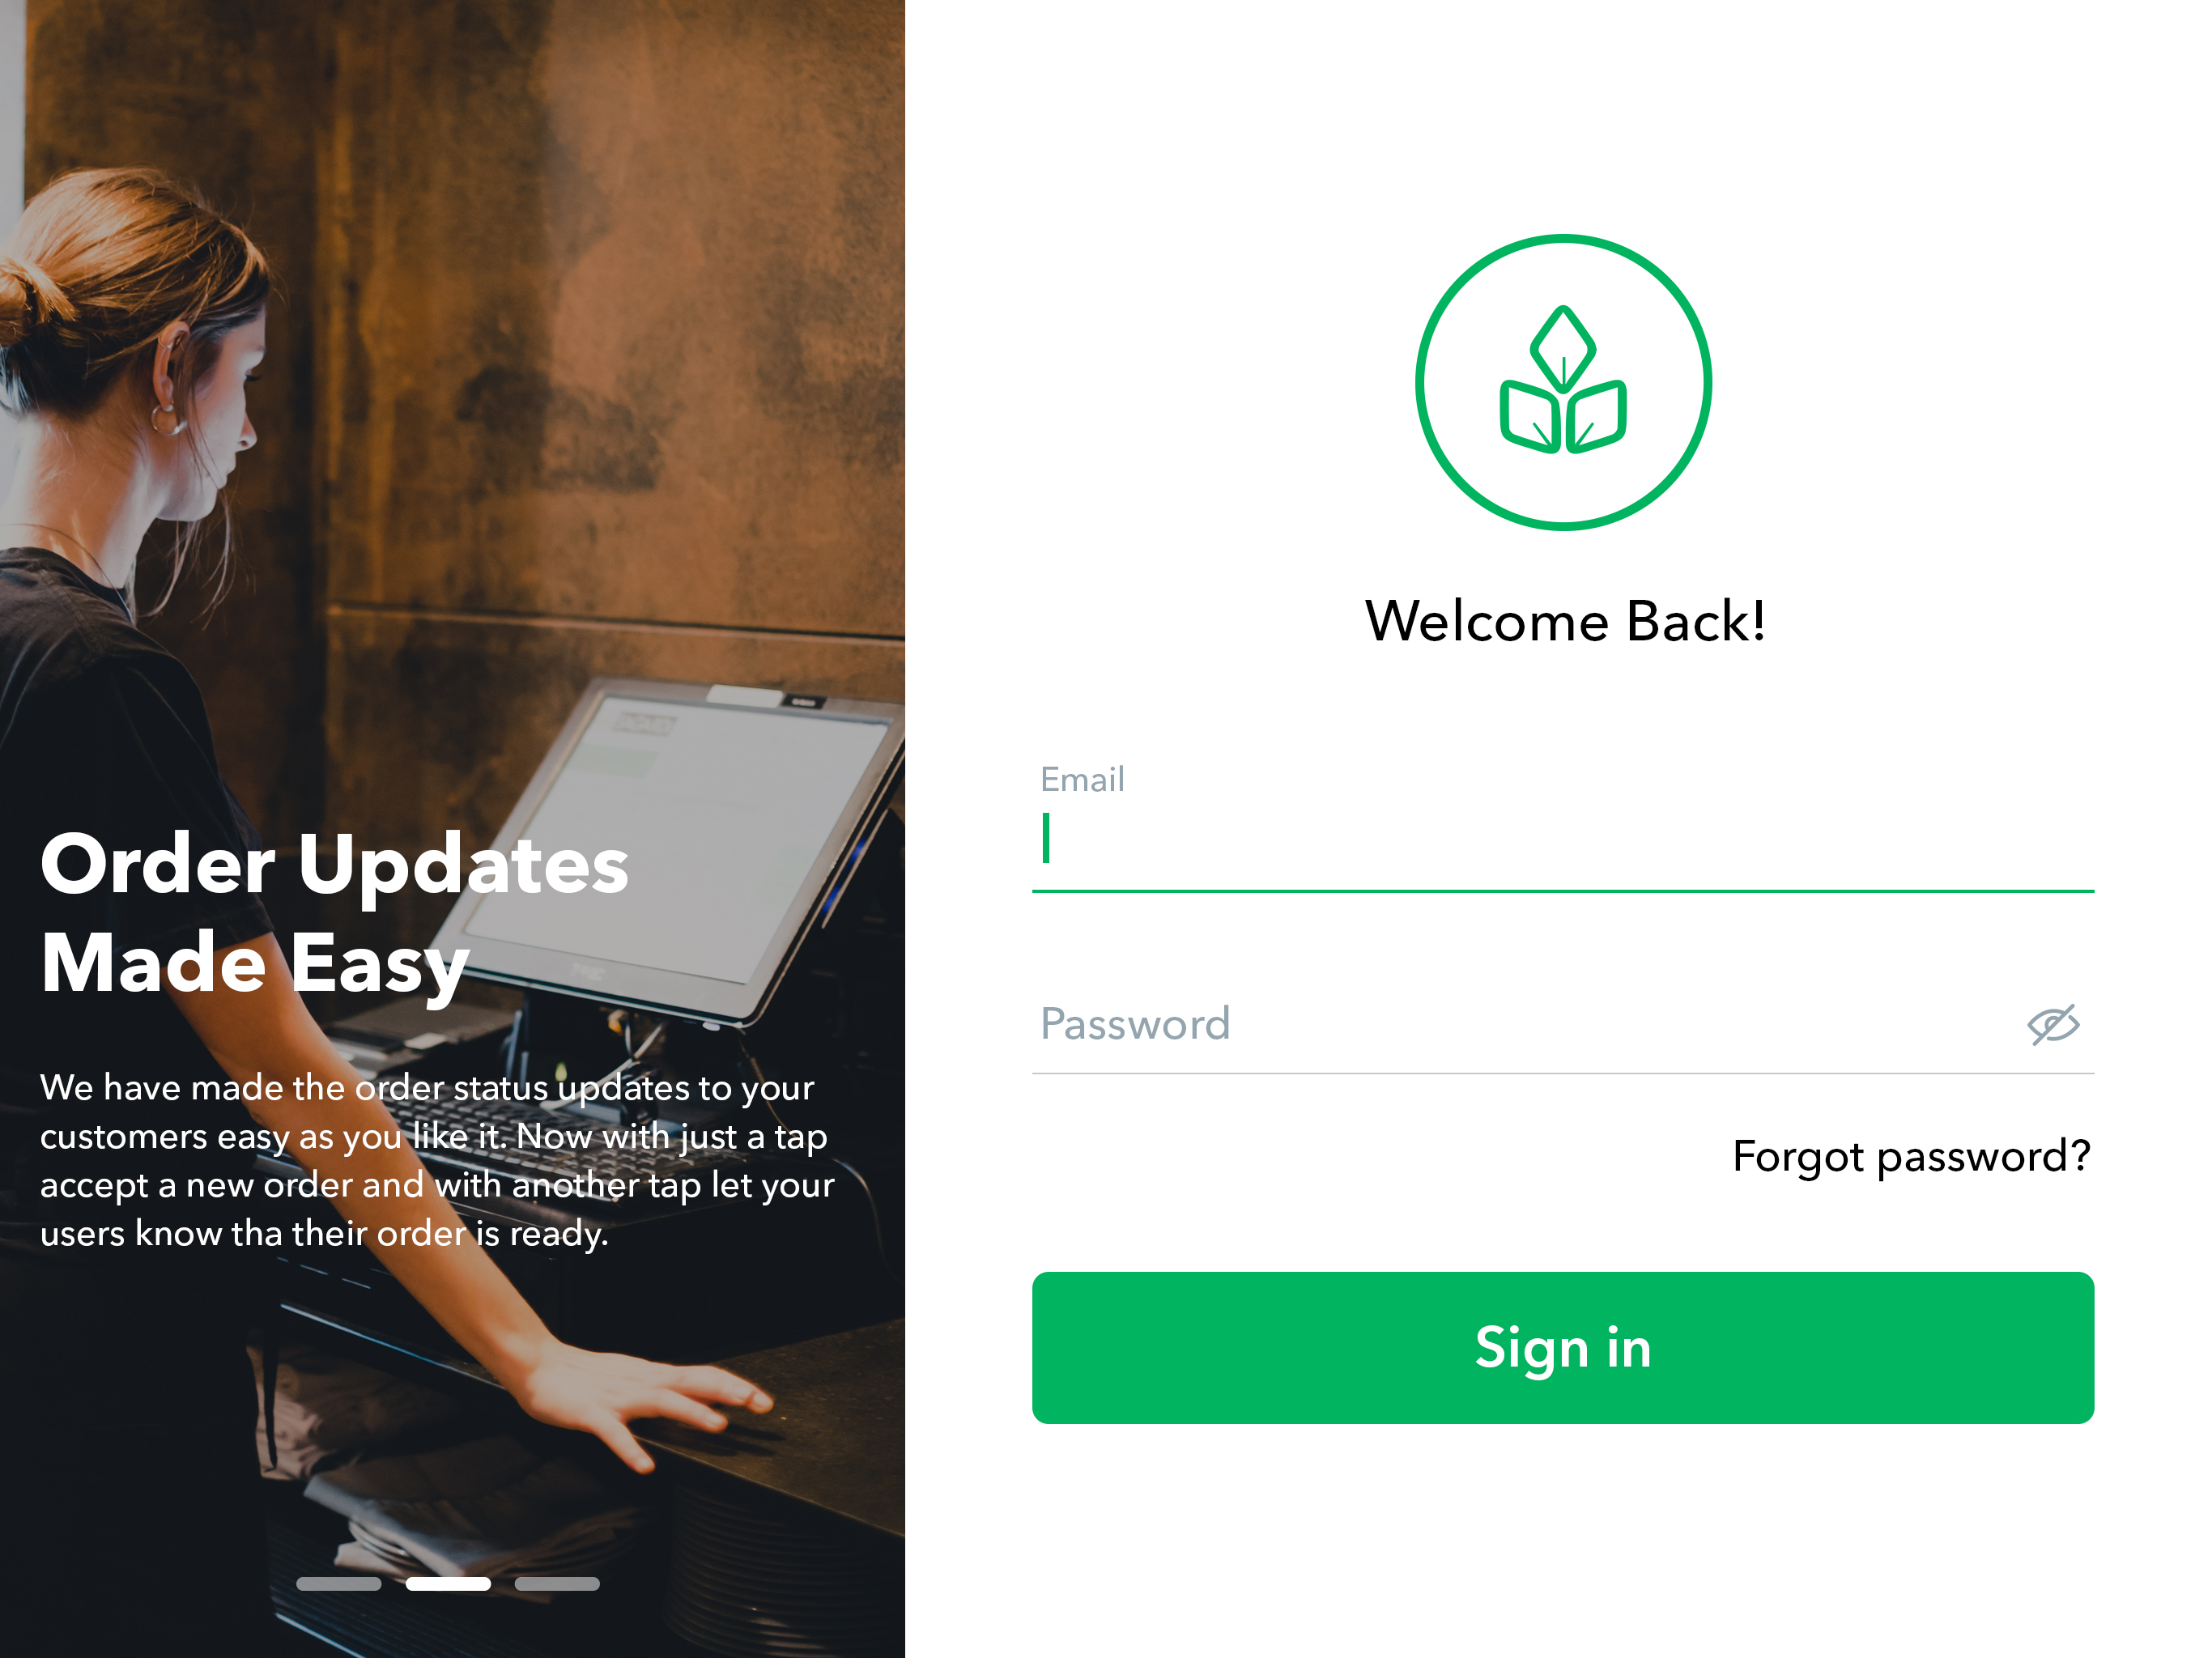 Order Updates
Made Easy
We have made the order status updates to your
customers easy as you like it. Now with just a tap
accept a new order and with another tap let your
users know tha their order is ready.
Welcome Back!
Email
Password
Forgot password?
Sign in